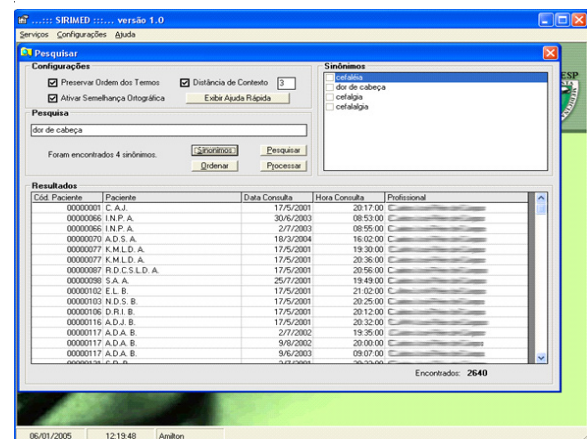 ...::: SIRIMED :::... versão 1.0
Serviços Configurações Ajuda
Pesquisar
Configurações
Preservar Ordem dos Termos
Distância de Contexto 3
Ativar Semelhança Ortográfica
Exibir Ajuda Rápida
Sinônimos
cefaléia
dor de cabeça
cefalgia
cefalalgia
Pesquisa
dor de cabeça
Foram encontrados 4 sinônimos.
Sinonimos
Pesquisar
Ordenar
Processar
Resultados
Cód. Paciente Paciente Data Consulta Hora Consulta Profissional
00000001 C. A.J. 17/5/2001 20:17:00
00000066 I.N.P. A. 30/6/2003 08:53:00
00000066 I.N.P. A. 2/7/2003 08:55:00
00000070 A.D.S. A. 18/3/2004 16:02:00
00000077 K.M.L.D. A. 17/5/2001 19:30:00
00000077 K.M.L.D. A. 17/5/2001 20:36:00
00000087 R.D.C.S.L.D. A. 17/5/2001 20:56:00
00000098 S.A. A. 25/7/2001 19:49:00
00000102 E.L. B. 17/5/2001 21:02:00
00000103 N.D.S. B. 17/5/2001 20:25:00
00000106 D.R.I. B. 17/5/2001 20:12:00
00000116 A.D.J. B. 17/5/2001 20:32:00
00000117 A.D.A. B. 2/7/2002 19:35:00
00000117 A.D.A. B. 9/8/2002 20:00:00
00000117 A.D.A. B. 9/6/2003 09:07:00
Encontrados: 2640
06/01/2005 12:19:48 Amilton